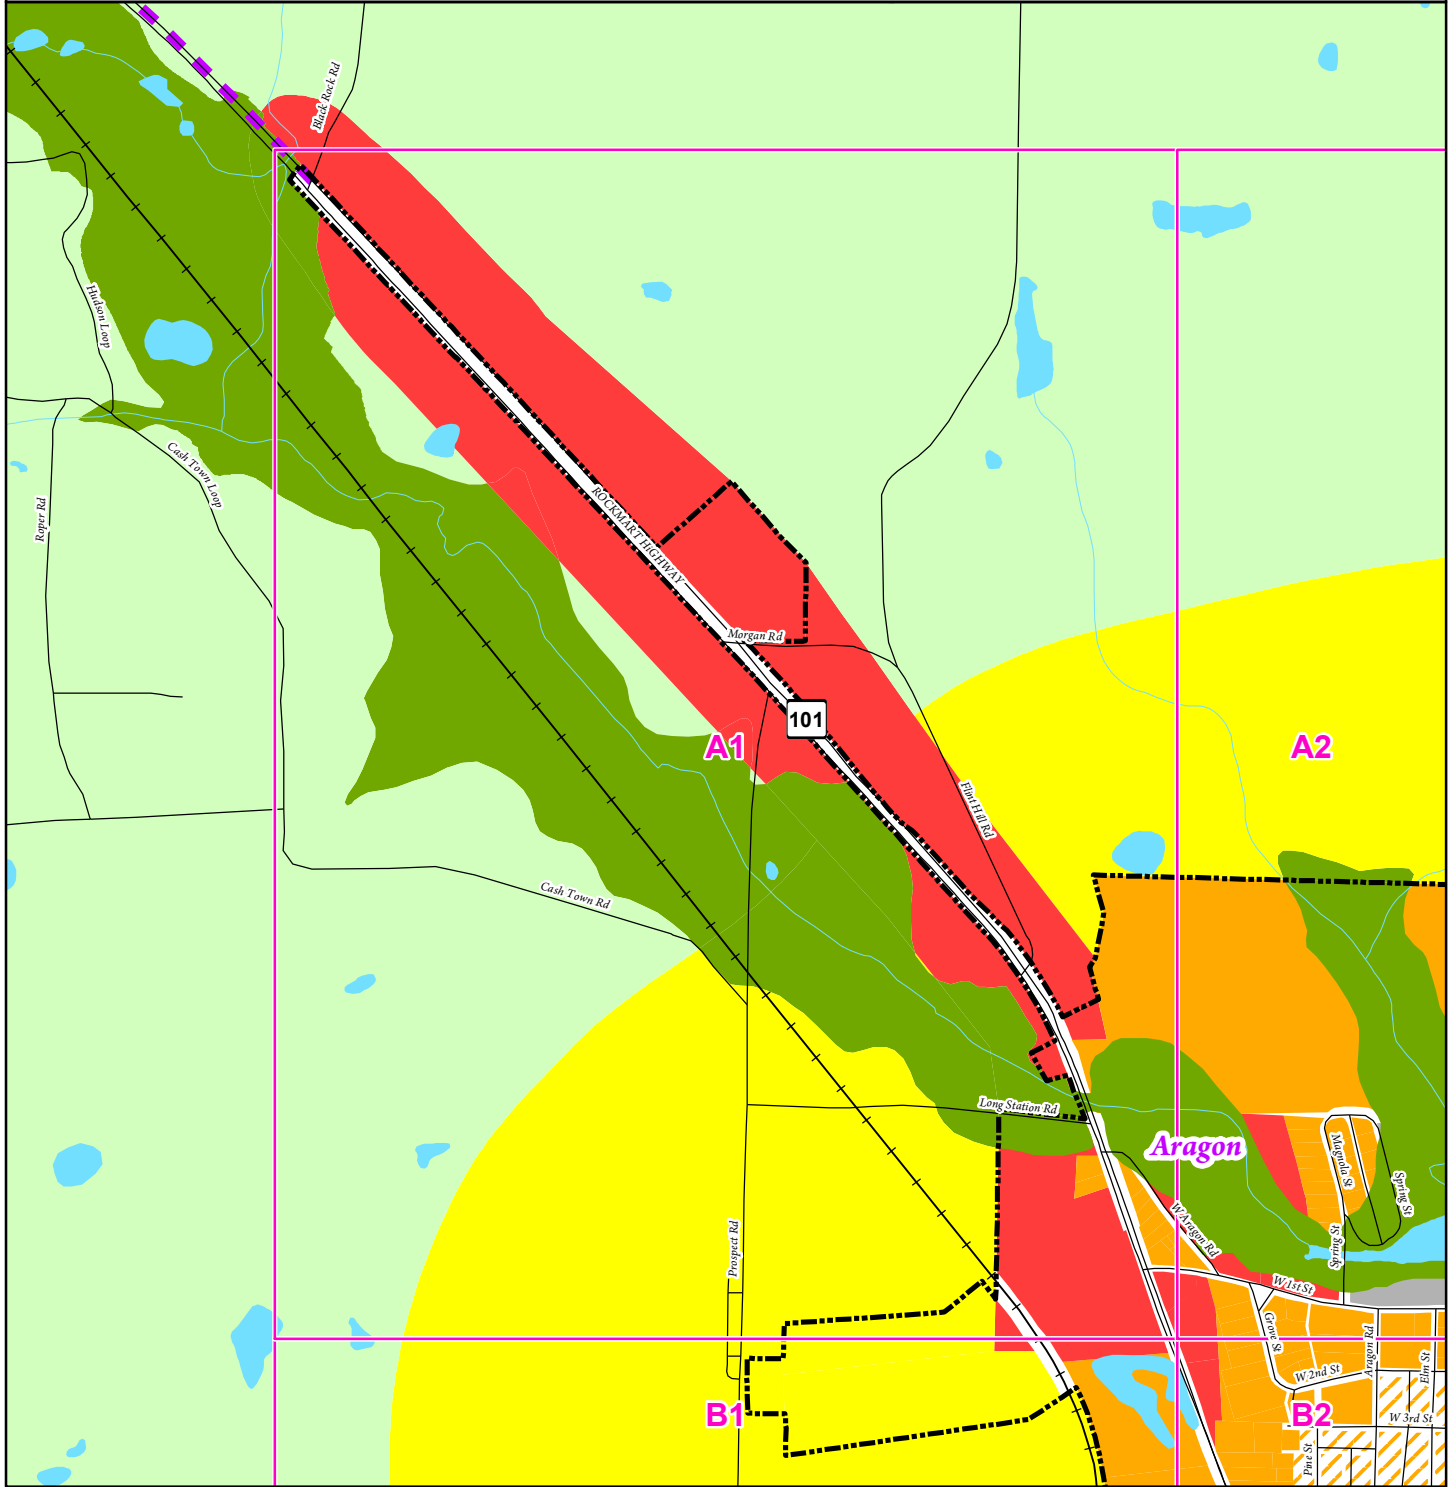 Black Rock Rd
Hudson Loop
Cash Town Loop
Roper Rd
ROCKMART HIGHWAY
Morgan Rd
101
A1
A2
Flint Hill Rd
Cash Town Rd
Long Station Rd
Aragon
Magnola St
Spring St
Spring St
W Aragon Rd
Prospect Rd
W 1st St
Grove St
Aragon Rd
Elm St
W 2nd St
B1
B2
W 3rd St
Pine St